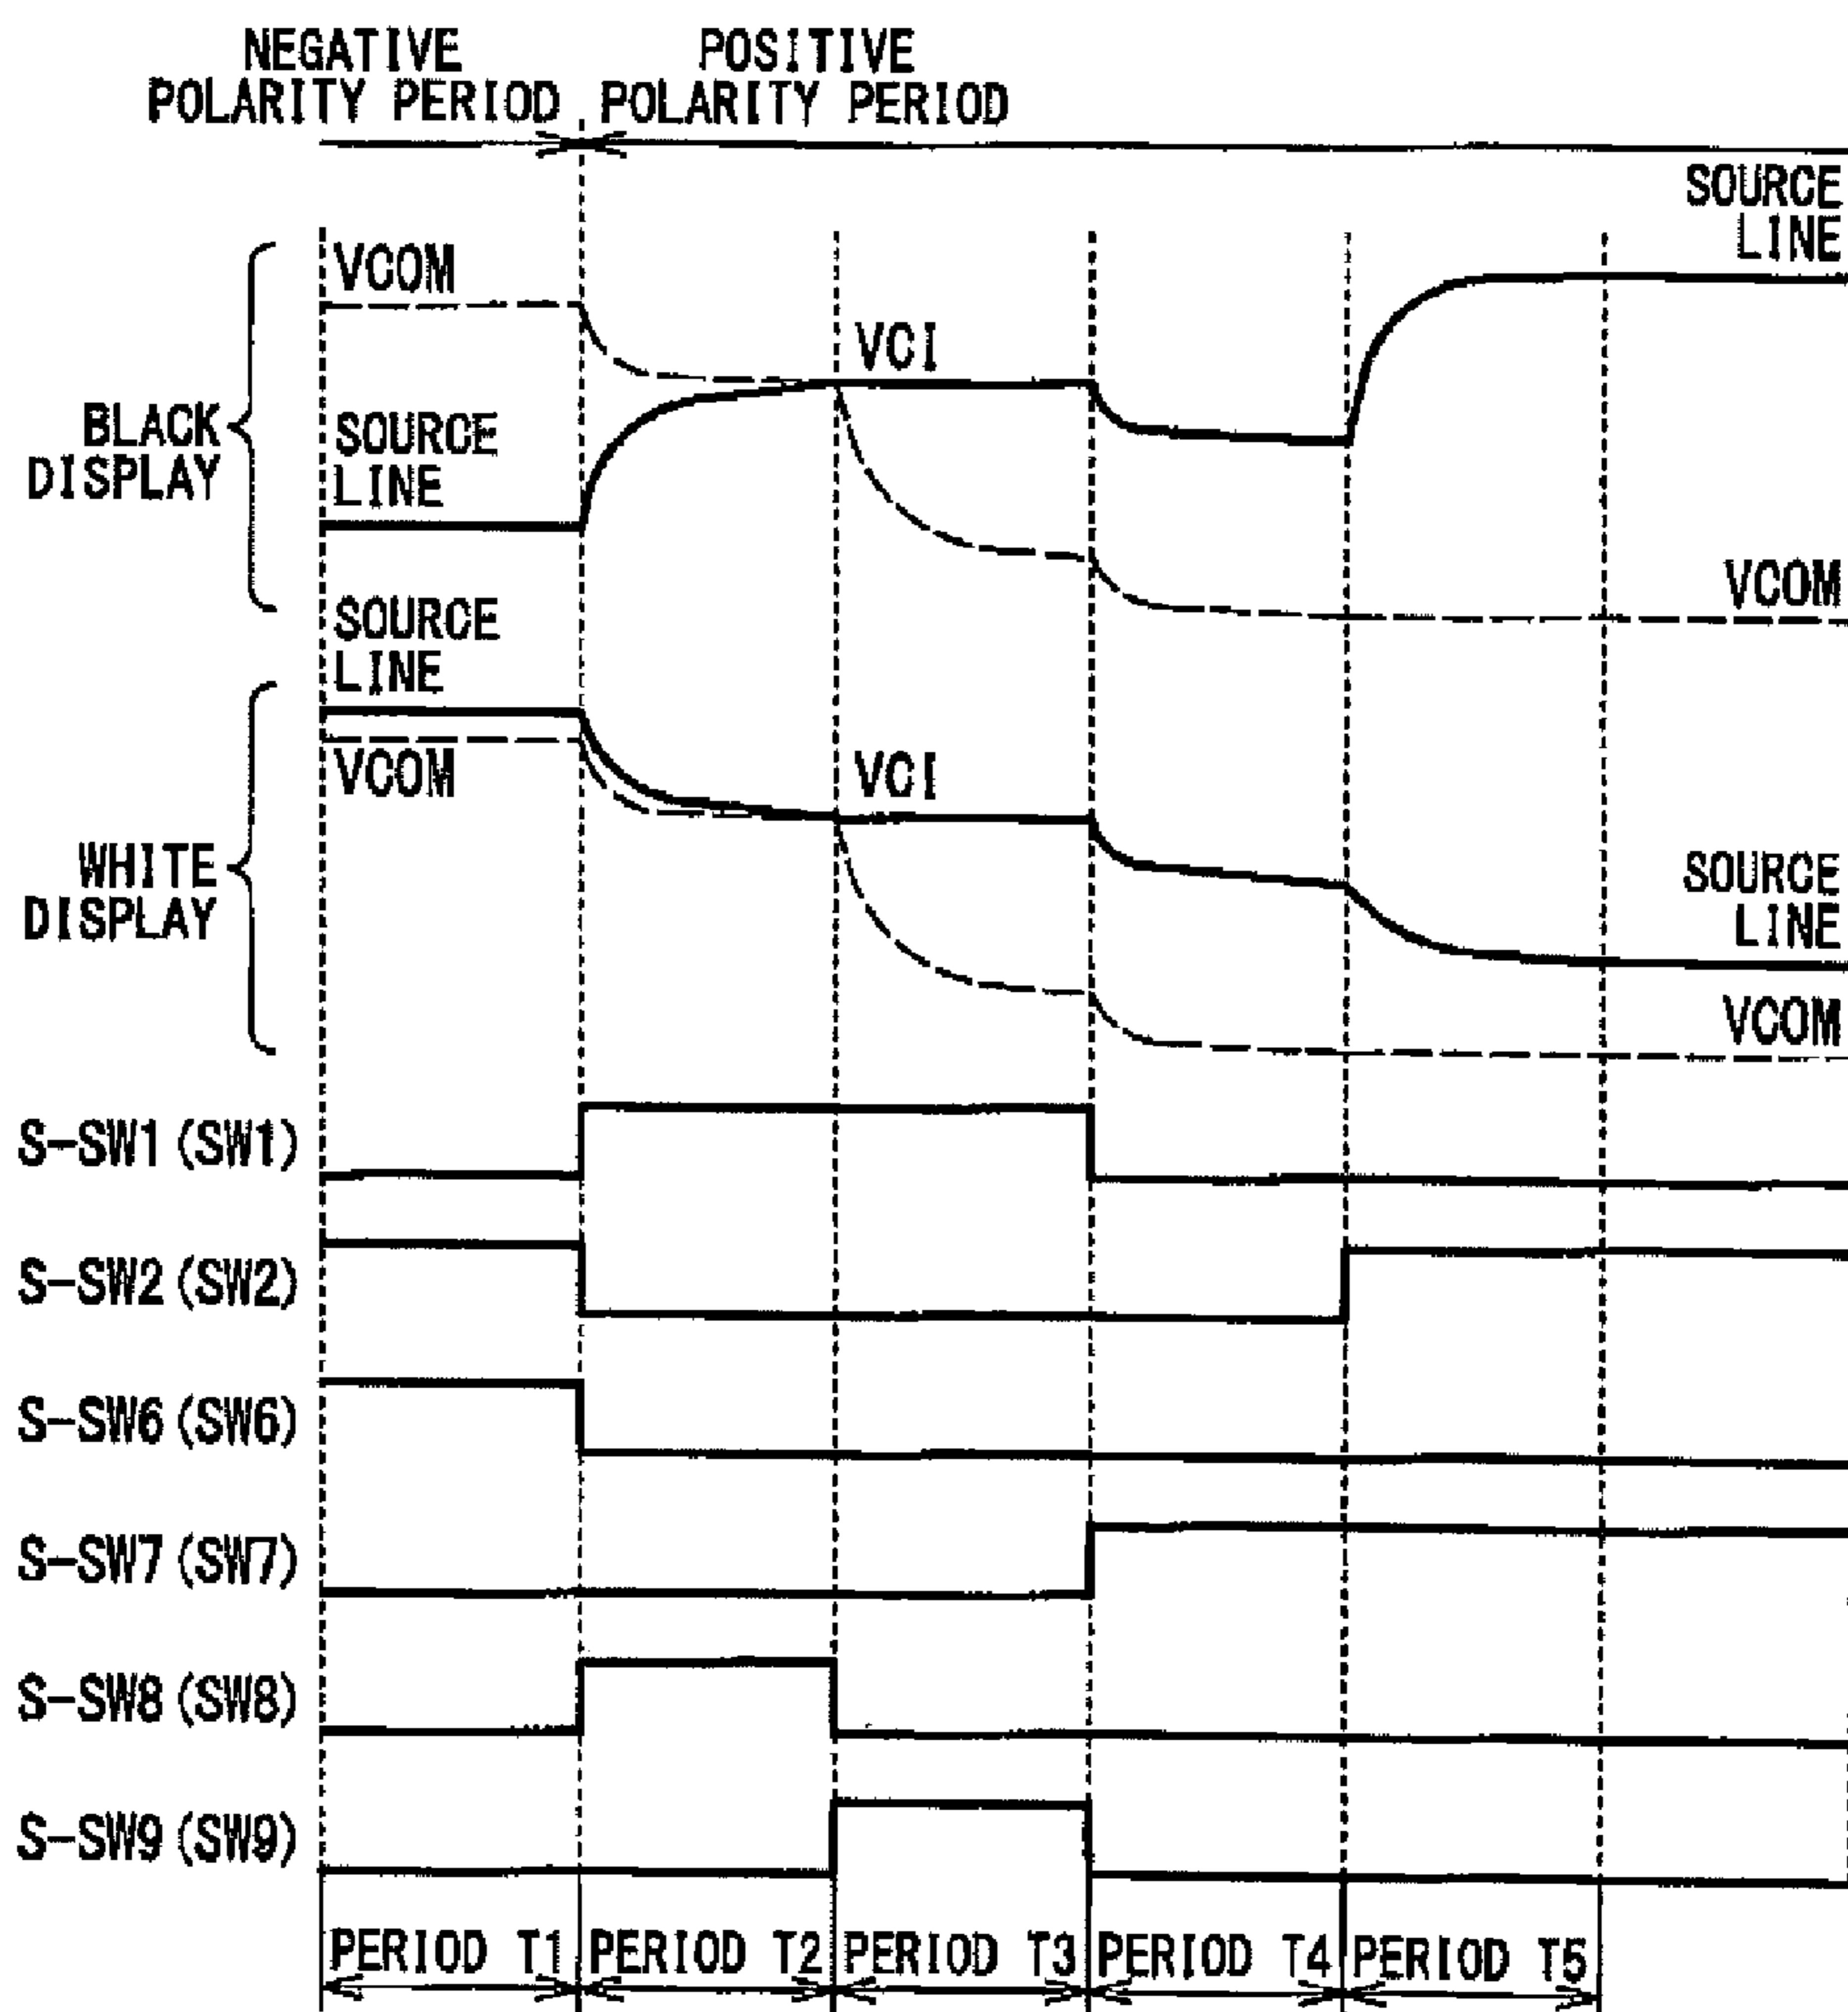 NEGATIVE
POLARITY PERIOD
POSITIVE
POLARITY PERIOD
SOURCE
LINE
VCOM
VCI
BLACK
DISPLAY
SOURCE
LINE
VCOM
SOURCE
LINE
VCOM
VCI
WHITE
DISPLAY
SOURCE
LINE
VCOM
S-SW1(SW1)
S-SW2(SW2)
S-SW6(SW6)
S-SW7(SW7)
S-SW8(SW8)
S-SW9(SW9)
PERIOD T1
PERIOD T2
PERIOD T3
PERIOD T4
PERIOD T5